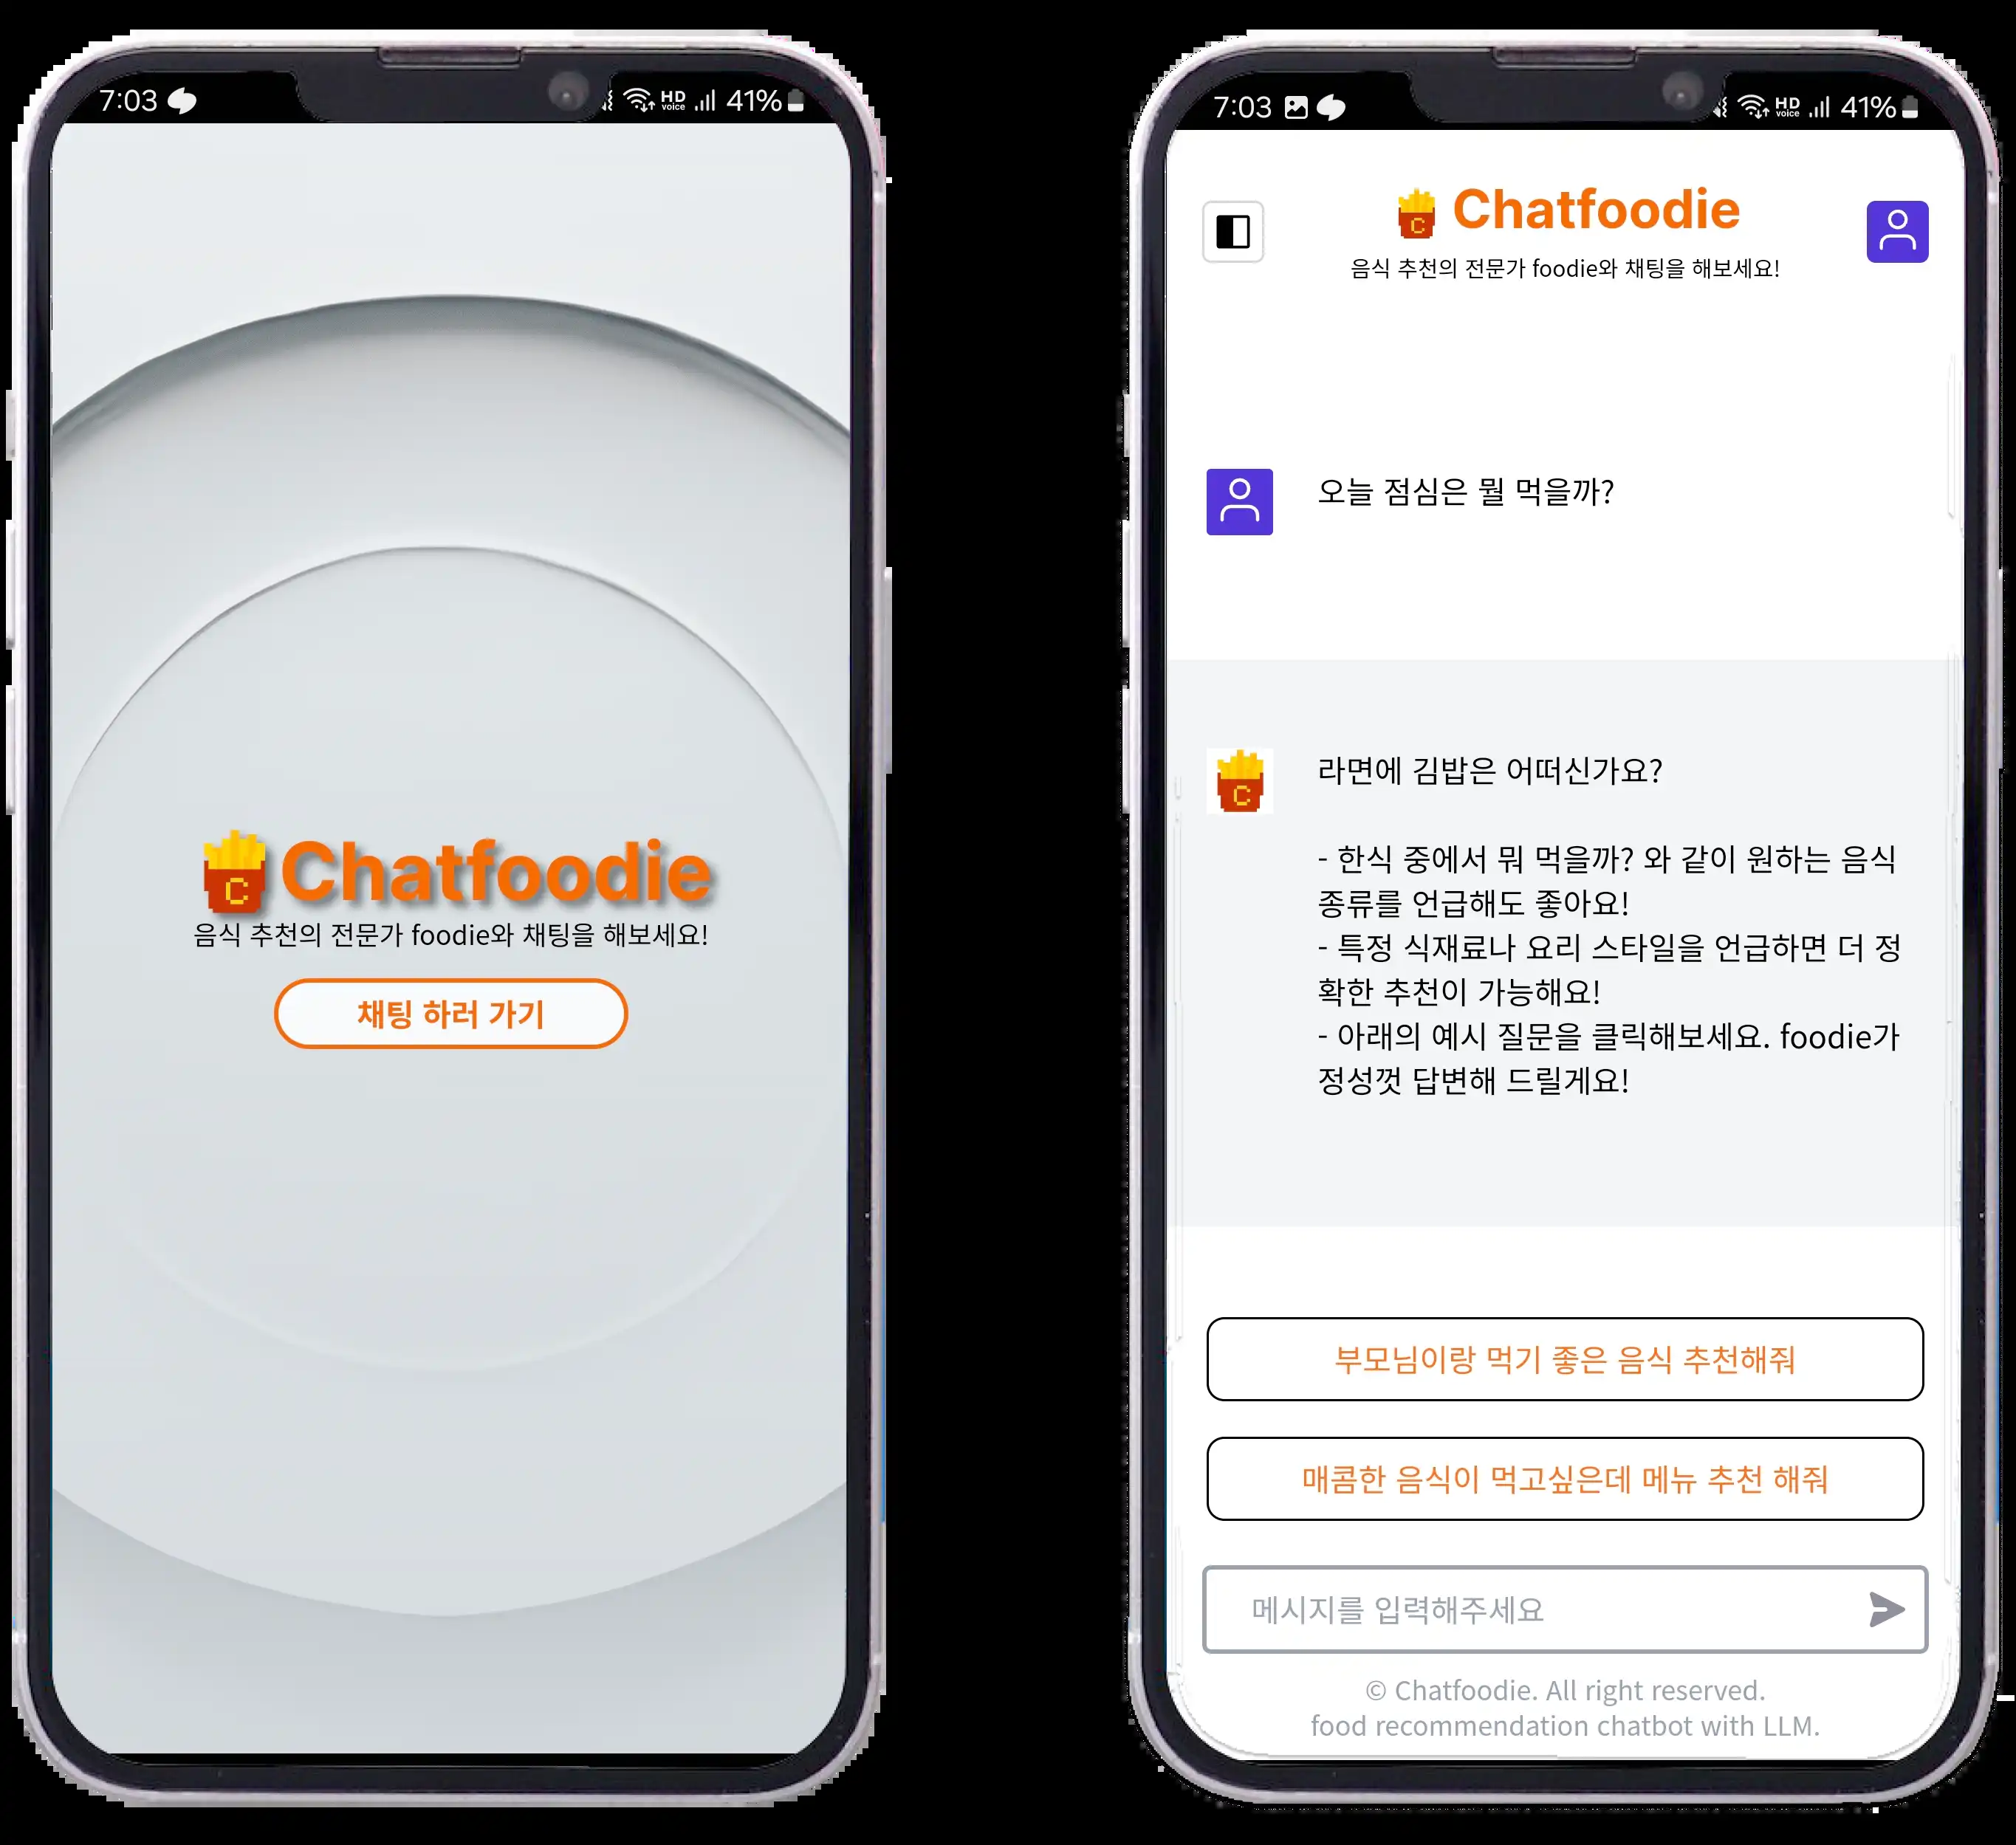 7:03
HD voice
41%
C
Chatfoodie
음식 추천의 전문가 foodie와 채팅을 해보세요!
채팅 하러 가기
7:03
HD voice
41%
C
Chatfoodie
음식 추천의 전문가 foodie와 채팅을 해보세요!
오늘 점심은 뭘 먹을까?
C
라면에 김밥은 어떠신가요?
- 한식 중에서 뭐 먹을까? 와 같이 원하는 음식
종류를 언급해도 좋아요!
- 특정 식재료나 요리 스타일을 언급하면 더 정
확한 추천이 가능해요!
- 아래의 예시 질문을 클릭해보세요. foodie가
정성껏 답변해 드릴게요!
부모님이랑 먹기 좋은 음식 추천해줘
매콤한 음식이 먹고싶은데 메뉴 추천 해줘
메시지를 입력해주세요
© Chatfoodie. All right reserved.
food recommendation chatbot with LLM.